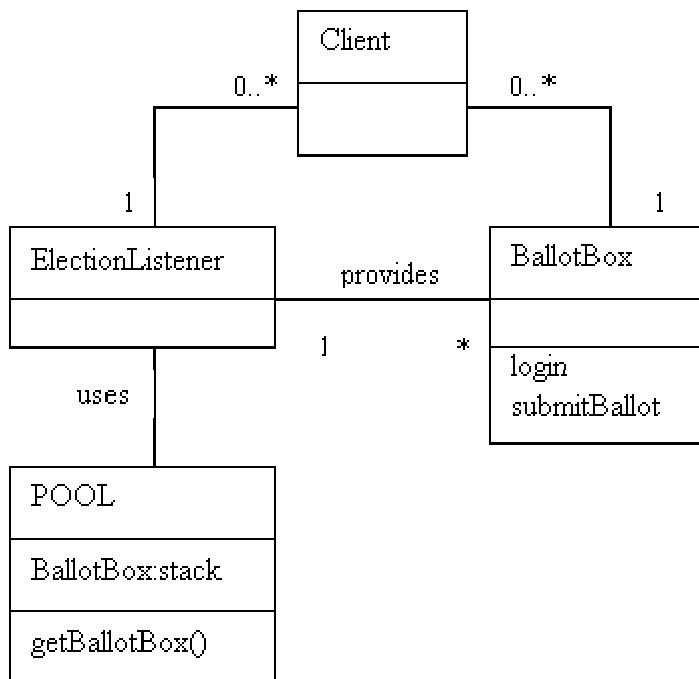 Client
0..*
0..*
1
1
ElectionListener
BallotBox
provides
1
*
login
submitBallot
uses
POOL
BallotBox:stack
getBallotBox()